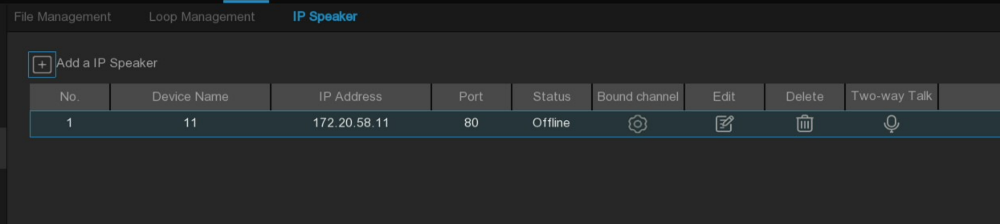 File Management Loop Management IP Speaker
Add a IP Speaker
No. Device Name IP Address Port Status Bound channel Edit Delete Two-way Talk
1 11 172.20.58.11 80 Offline